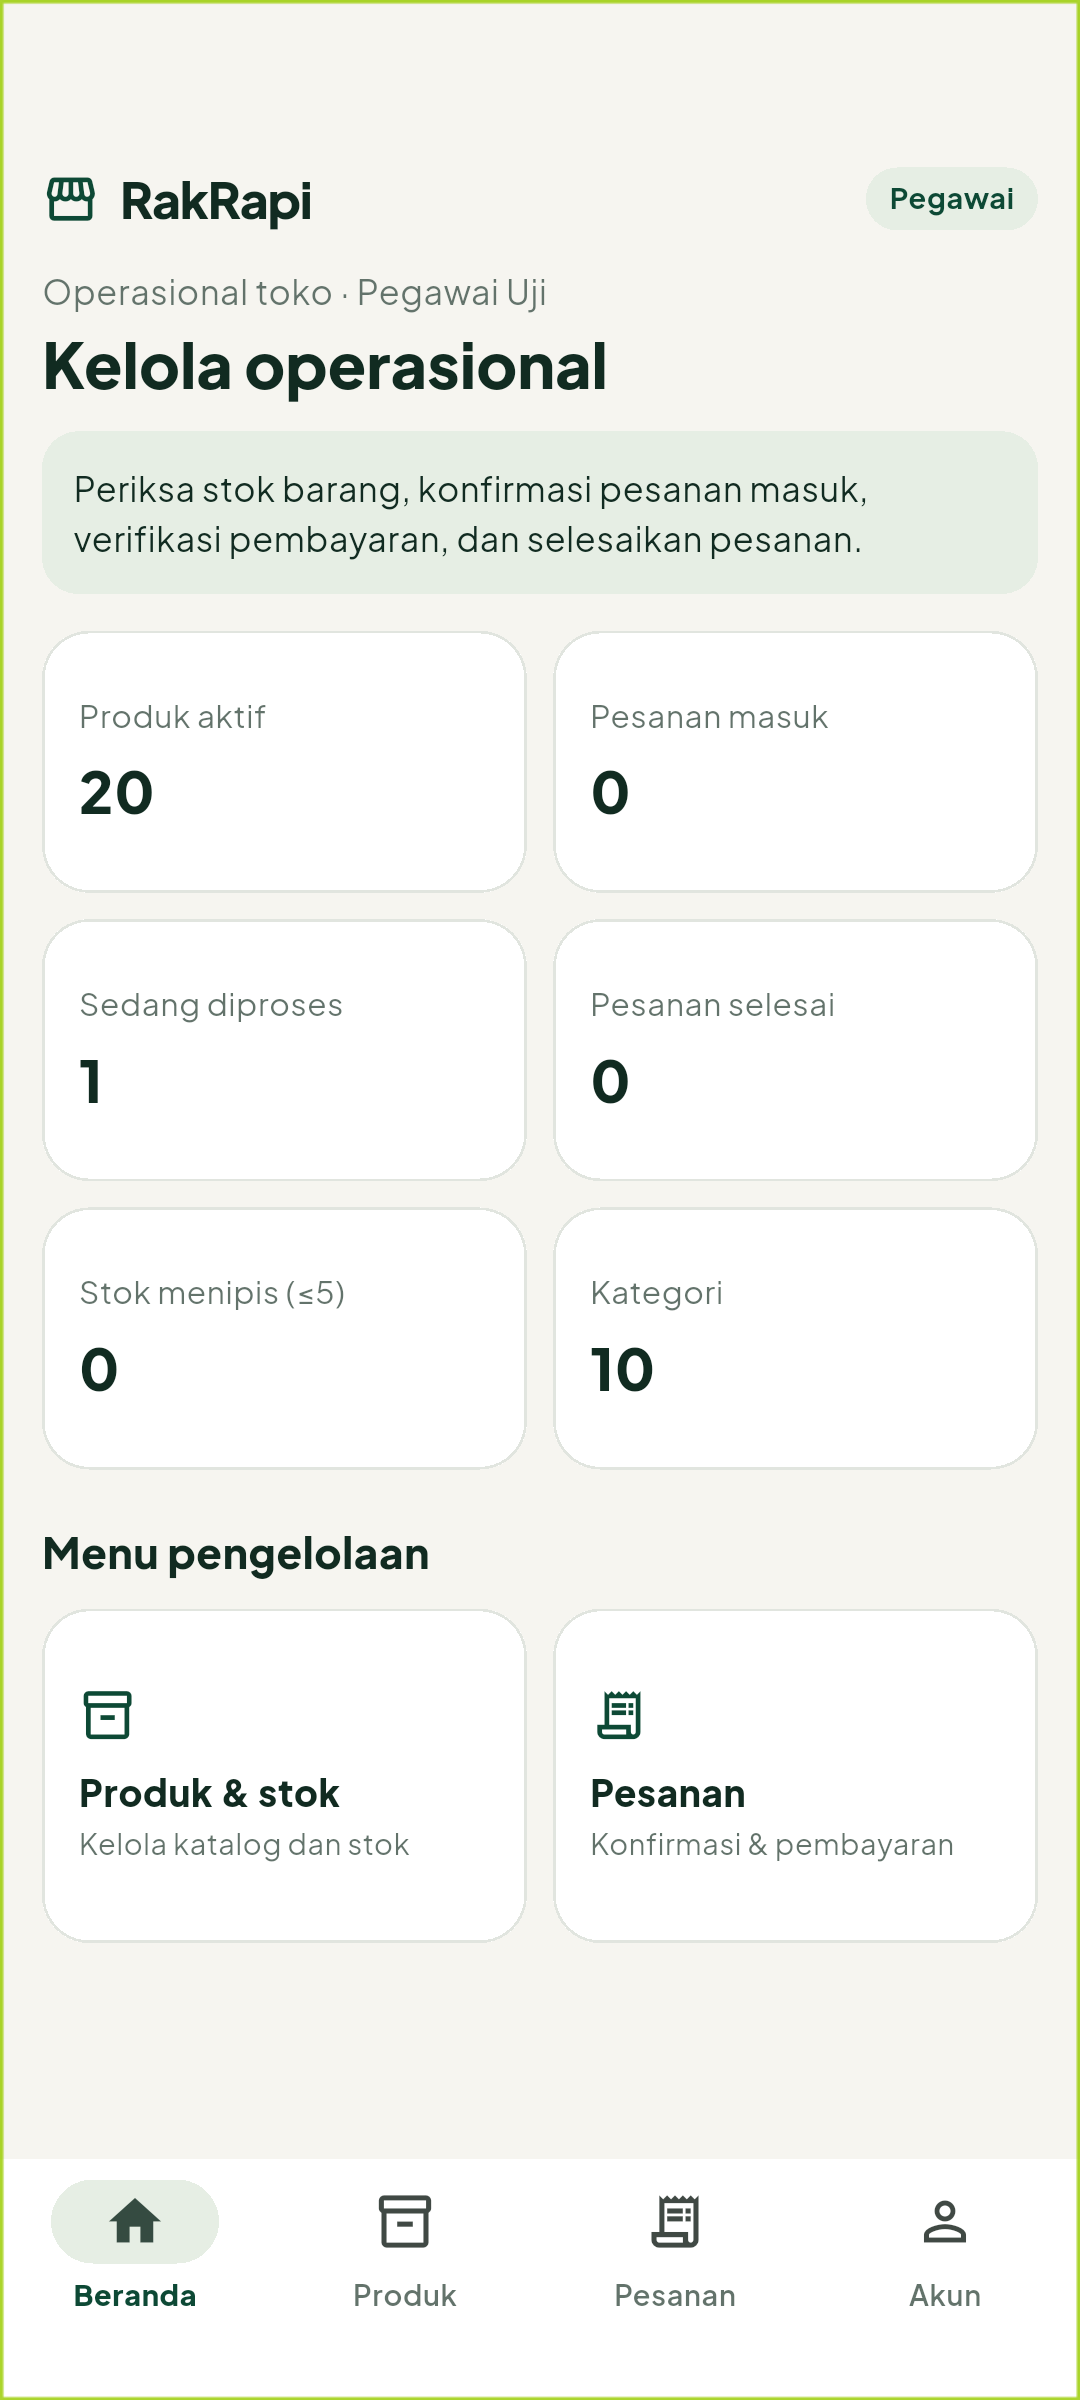 RakRapi
Pegawai
Operasional toko · Pegawai Uji
Kelola operasional
Periksa stok barang, konfirmasi pesanan masuk,
verifikasi pembayaran, dan selesaikan pesanan.
Produk aktif
20
Pesanan masuk
0
Sedang diproses
1
Pesanan selesai
0
Stok menipis (≤5)
0
Kategori
10
Menu pengelolaan
Produk & stok
Kelola katalog dan stok
Pesanan
Konfirmasi & pembayaran
Beranda
Produk
Pesanan
Akun